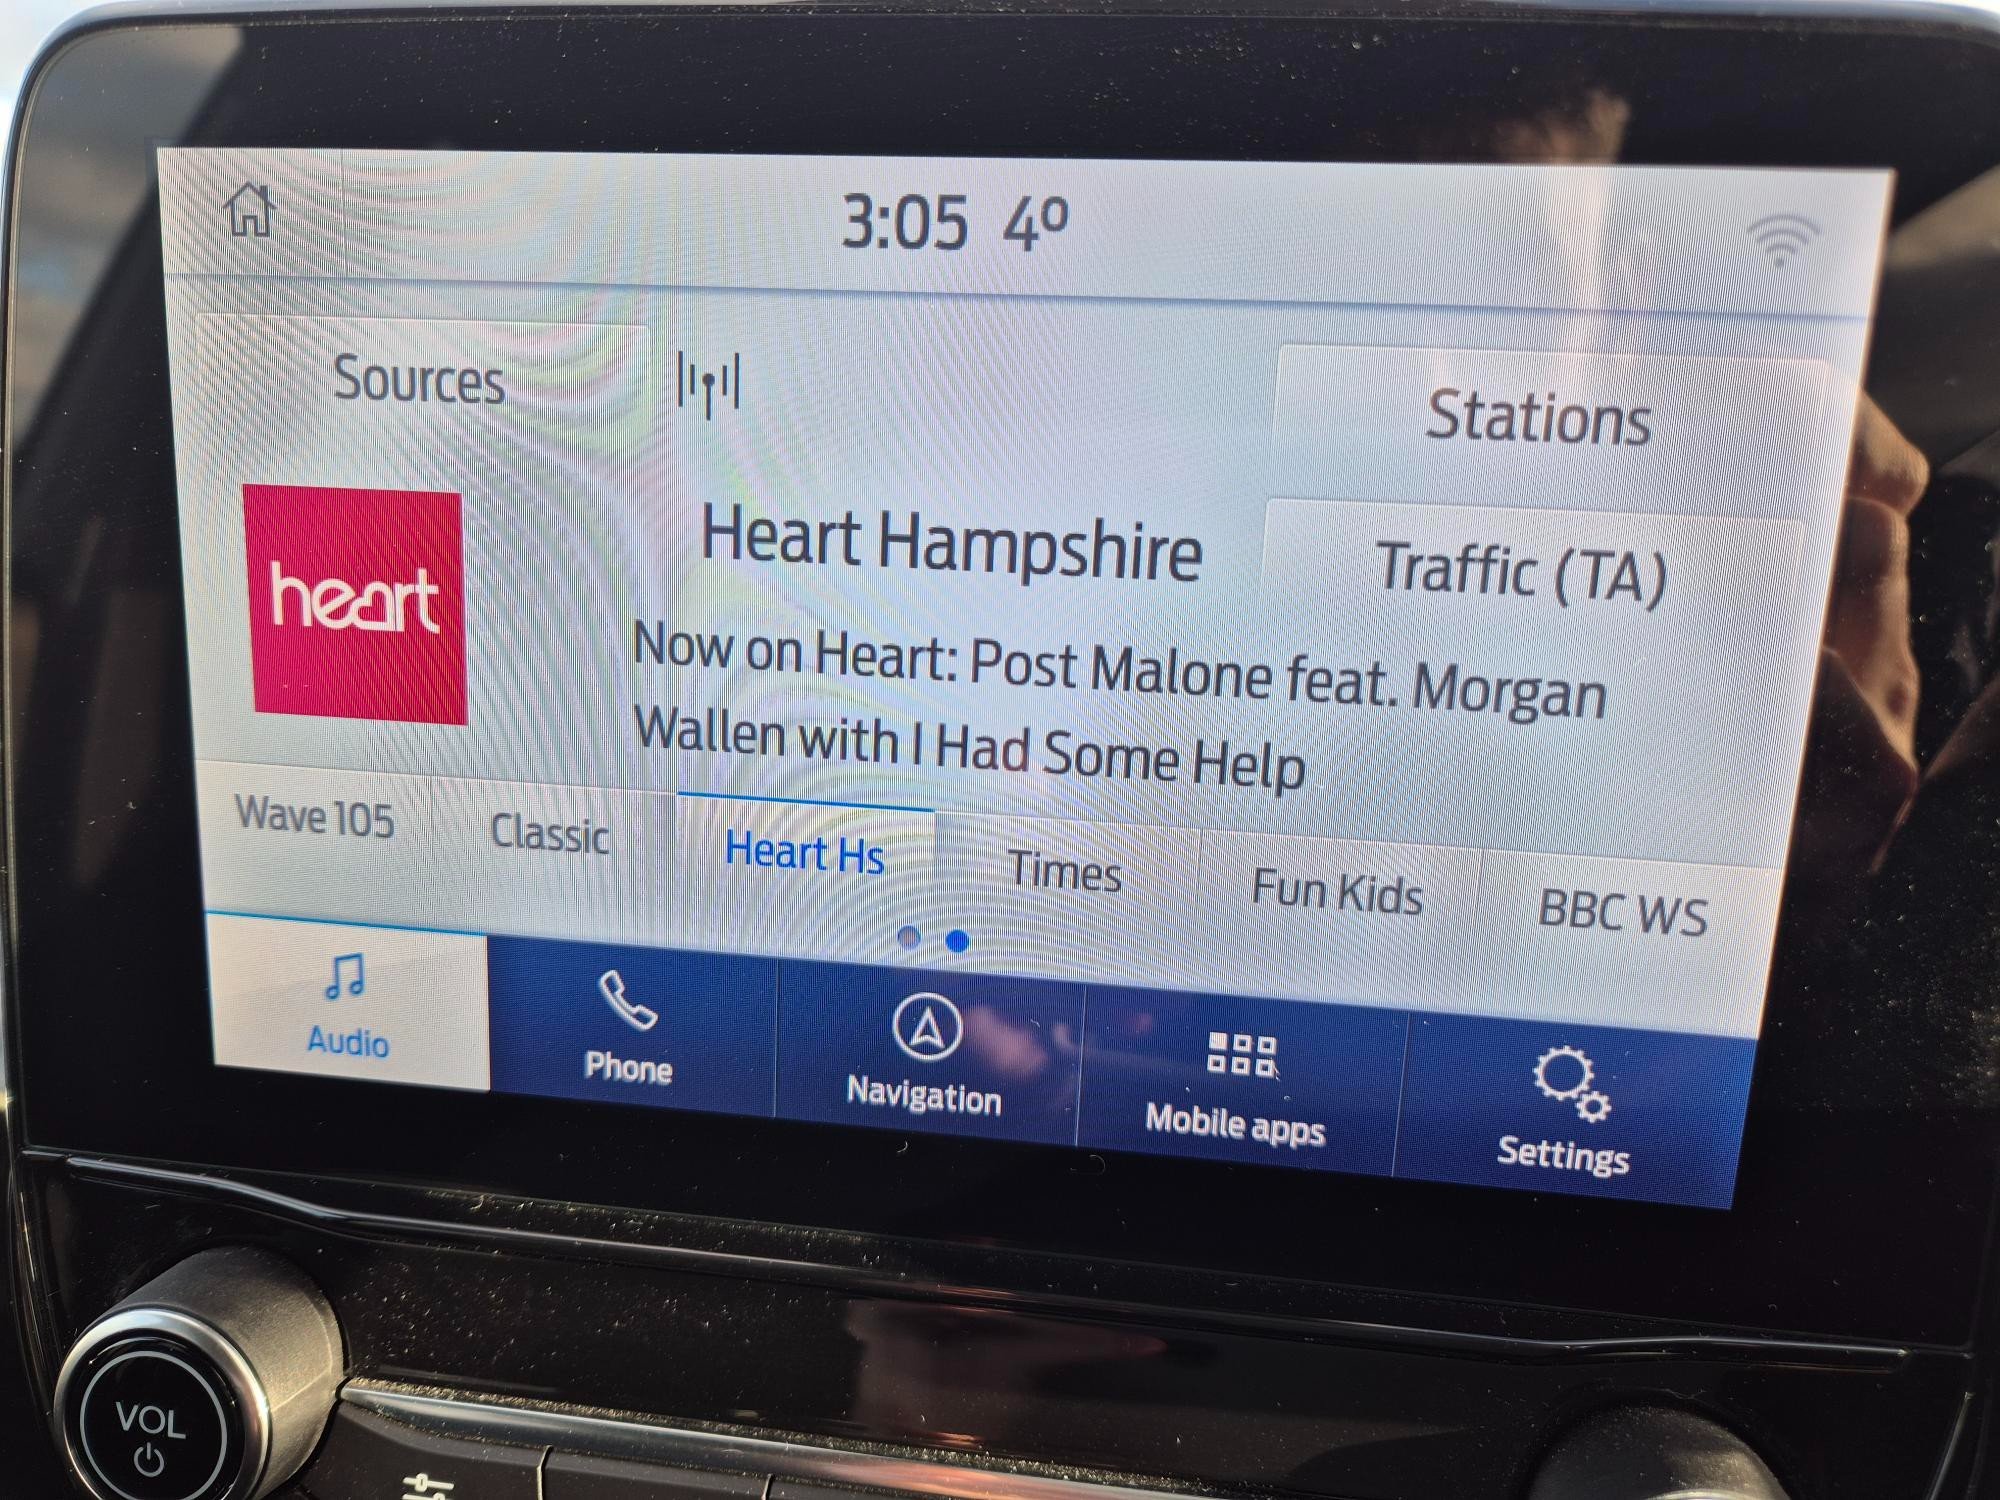 3:05 4º
Sources
Stations
heart
Heart Hampshire
Traffic (TA)
Now on Heart: Post Malone feat. Morgan
Wallen with I Had Some Help
Wave 105 Classic Heart Hs Times Fun Kids BBC WS
Audio Phone Navigation Mobile apps Settings
VOL